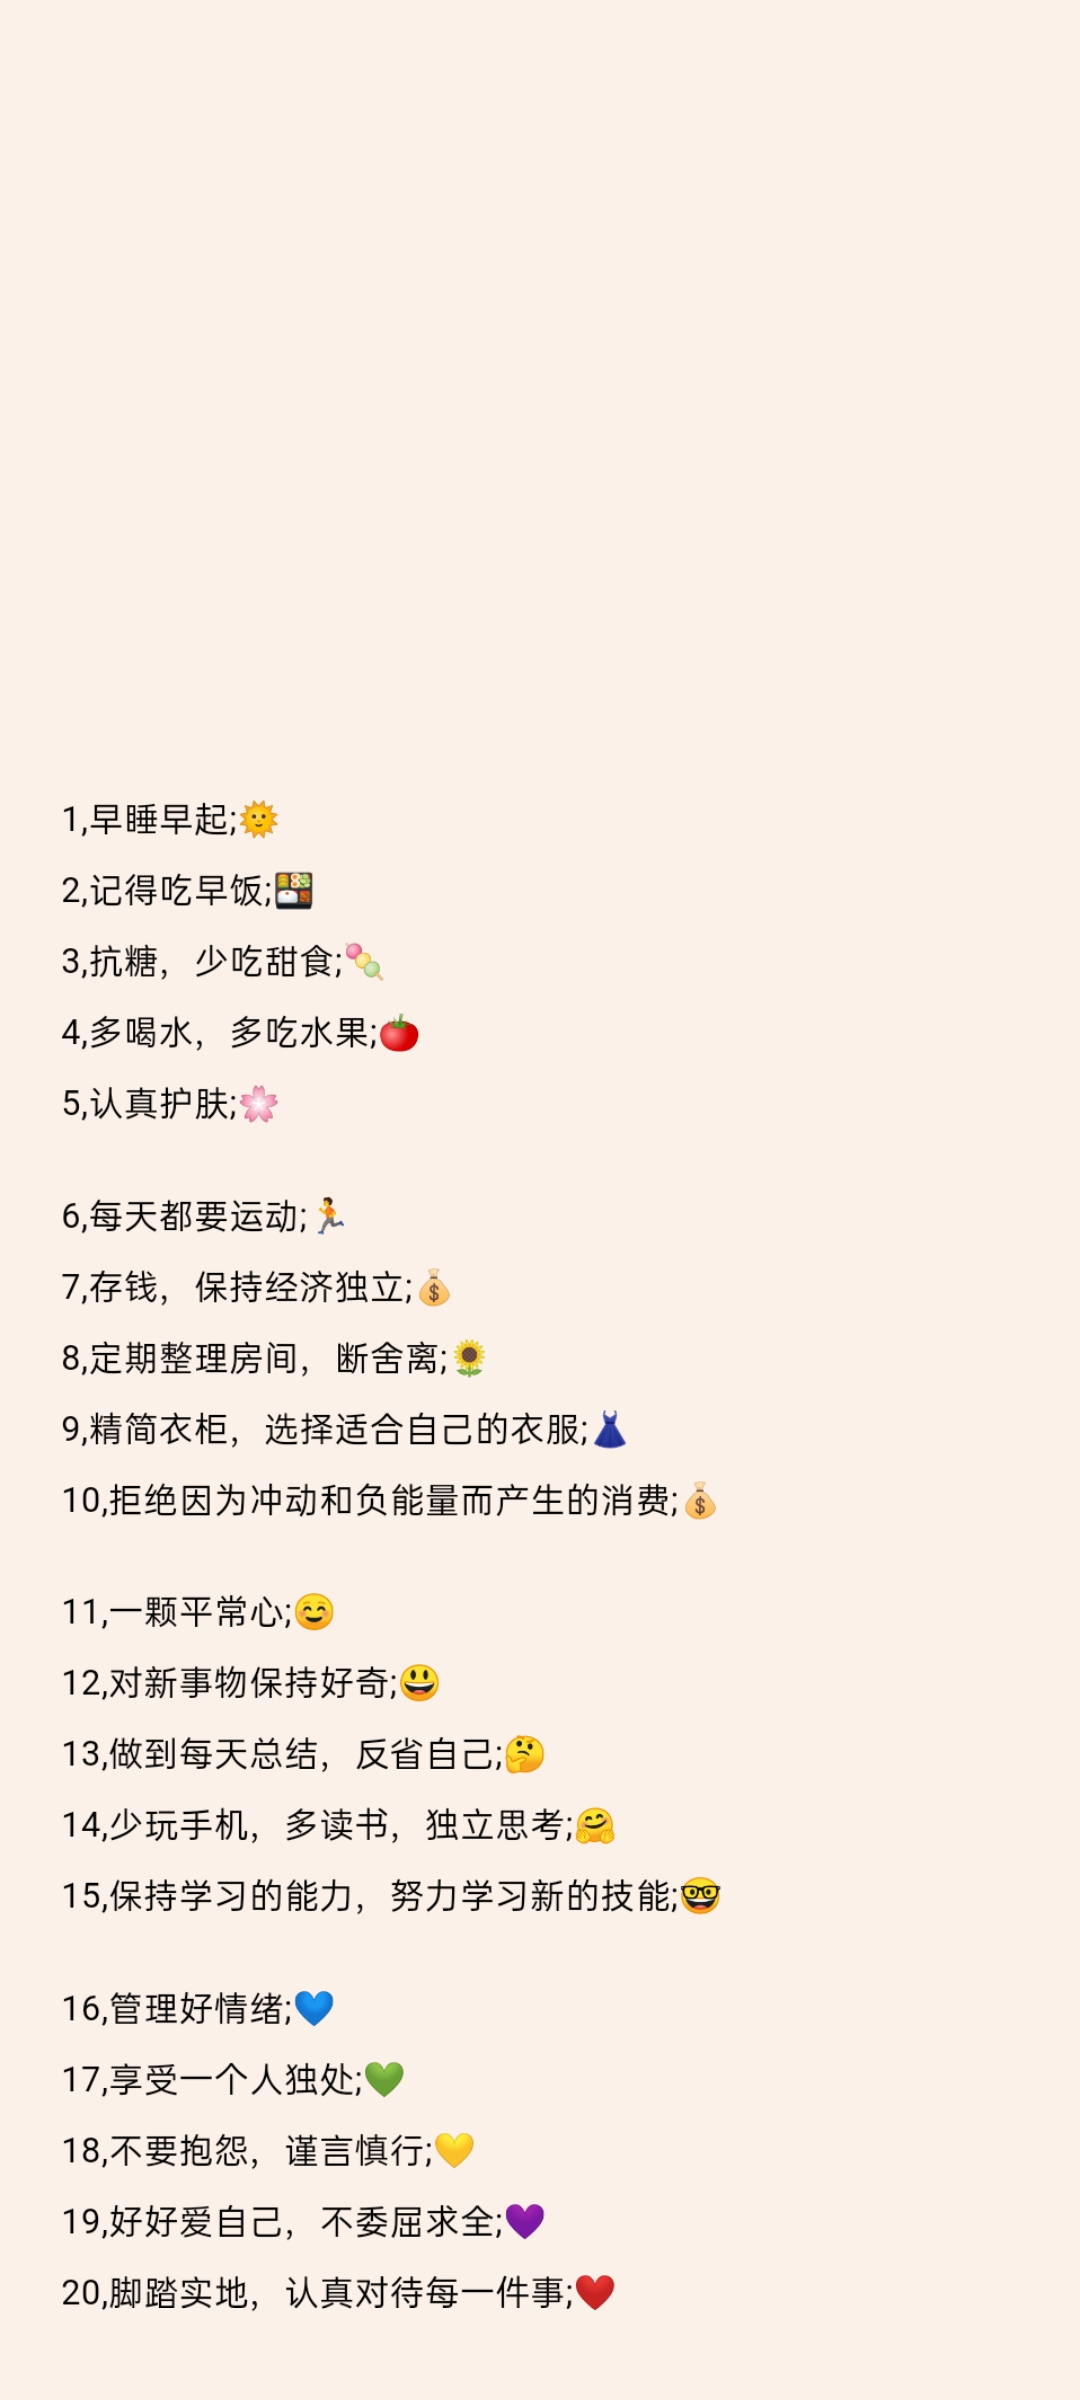 1,早睡早起;🌞
2,记得吃早饭;🍱
3,抗糖，少吃甜食;🍡
4,多喝水，多吃水果;🍅
5,认真护肤;🌸
6,每天都要运动;🏃
7,存钱，保持经济独立;💰
8,定期整理房间，断舍离;🌻
9,精简衣柜，选择适合自己的衣服;👗
10,拒绝因为冲动和负能量而产生的消费;💰
11,一颗平常心;☺️
12,对新事物保持好奇;😃
13,做到每天总结，反省自己;🤔
14,少玩手机，多读书，独立思考;🤗
15,保持学习的能力，努力学习新的技能;🤓
16,管理好情绪;💙
17,享受一个人独处;💚
18,不要抱怨，谨言慎行;💛
19,好好爱自己，不委屈求全;💜
20,脚踏实地，认真对待每一件事;❤️